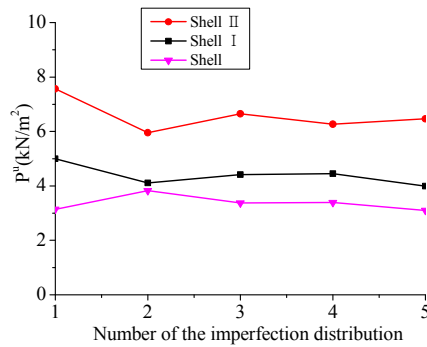 Shell Ⅱ
Shell Ⅰ
Shell
10
8
6
4
2
0
P^u(kN/m²)
1 2 3 4 5
Number of the imperfection distribution